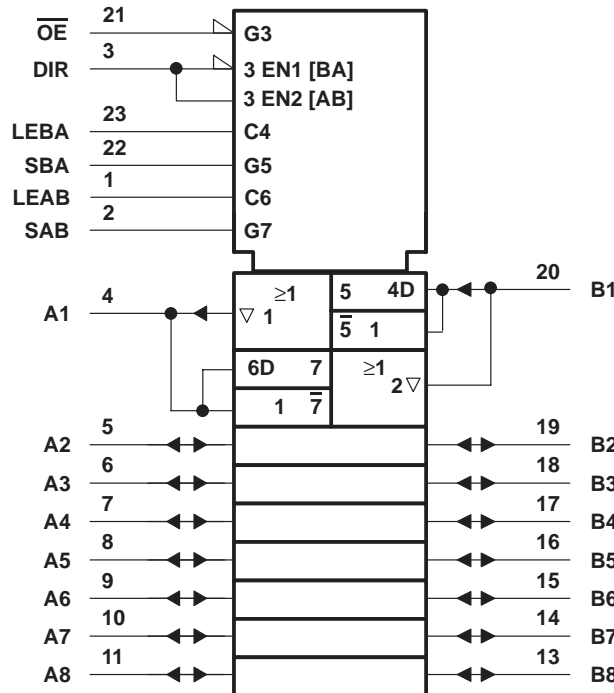 21
O̅E̅ G3
3
DIR 3 EN1 [BA]
3 EN2 [AB]
23
LEBA C4
22
SBA G5
1
LEAB C6
2
SAB G7
4 ≥1 5 4D 20
A1 ▽ 1 5̅ 1 B1
6D 7 ≥1
2 ▽
1 7̅
5 19
A2 B2
6 18
A3 B3
7 17
A4 B4
8 16
A5 B5
9 15
A6 B6
10 14
A7 B7
11 13
A8 B8